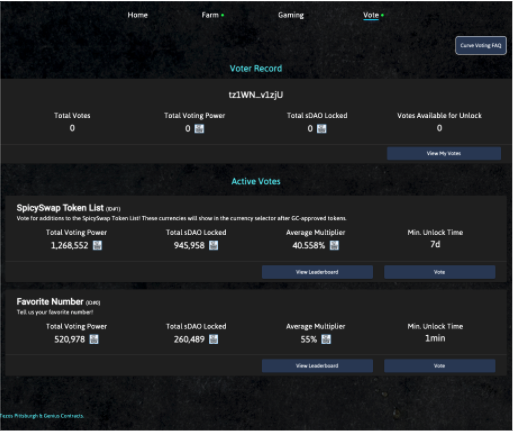 Home Farm Gaming Vote
Curve Voting FAQ
Voter Record
tz1WN_v1zjU
Total Votes Total Voting Power Total sDAO Locked Votes Available for Unlock
0 0 0 0
View My Votes
Active Votes
SpicySwap Token List (ID#1)
Vote for additions to the SpicySwap Token List! These currencies will show in the currency selector after GC-approved tokens.
Total Voting Power Total sDAO Locked Average Multiplier Min. Unlock Time
1,268,552 945,958 40.558% 7d
View Leaderboard Vote
Favorite Number (ID#0)
Tell us your favorite number!
Total Voting Power Total sDAO Locked Average Multiplier Min. Unlock Time
520,978 260,489 55% 1min
View Leaderboard Vote
Tezos Pittsburgh & Genius Contracts.